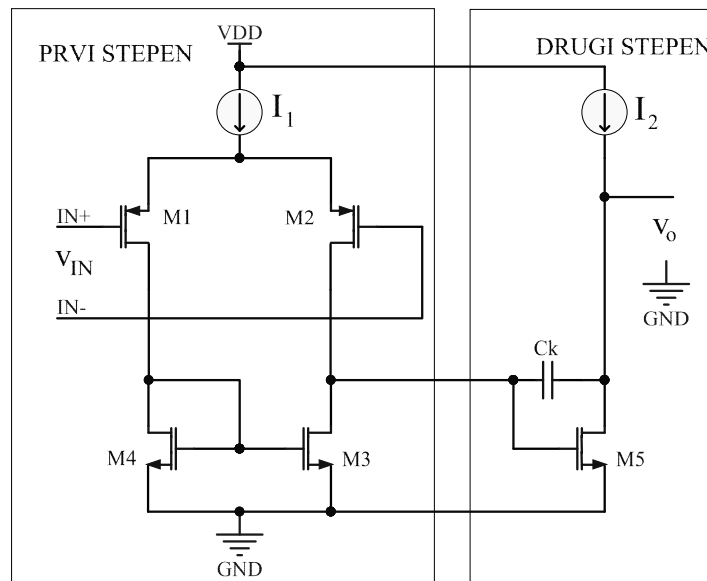 PRVI STEPEN
VDD
DRUGI STEPEN
I1
I2
IN+
M1
M2
VIN
vo
IN-
GND
Ck
M4
M3
M5
GND